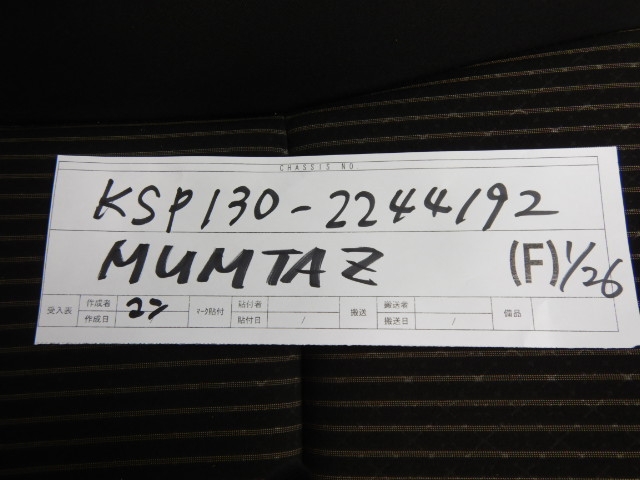 CHASSIS NO.
KSP130-2244192
MUMTAZ (F) 1/26
受入表 作成者 マーク貼付 貼付者 搬送 搬送者 備品
作成日 貼付日 / 搬送日 /